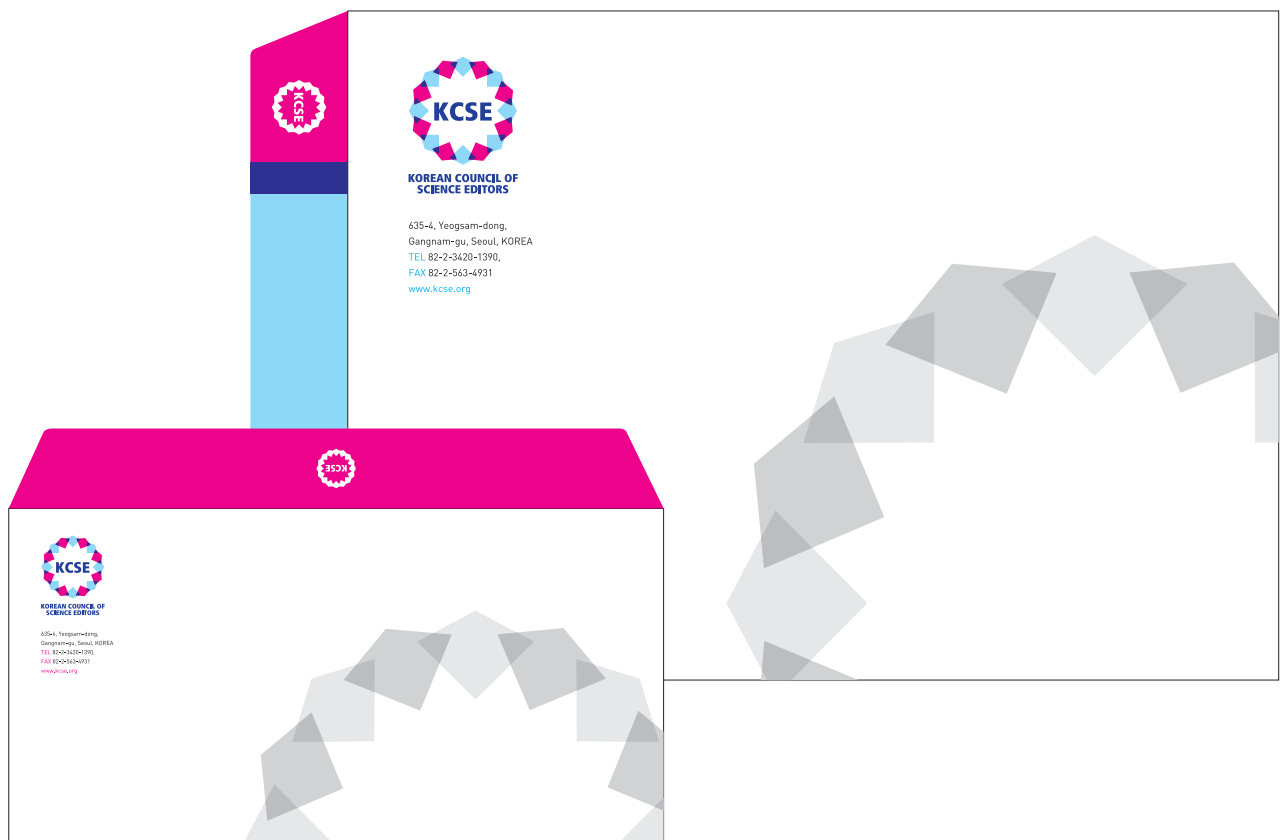 KCSE
KCSE
KOREAN COUNCIL OF
SCIENCE EDITORS
635-4, Yeogsam-dong,
Gangnam-gu, Seoul, KOREA
TEL 82-2-3420-1390,
FAX 82-2-563-4931
www.kcse.org
KCSE
KCSE
KOREAN COUNCIL OF
SCIENCE EDITORS
635-4, Yeogsam-dong,
Gangnam-gu, Seoul, KOREA
TEL 82-2-3420-1390,
FAX 82-2-563-4931
www.kcse.org